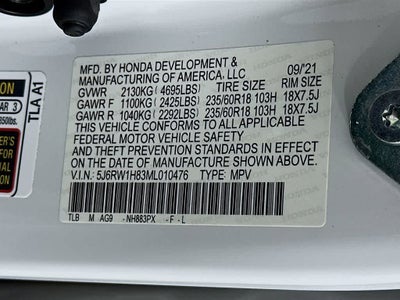 MFD. BY HONDA DEVELOPMENT & 09/'21
MANUFACTURING OF AMERICA, LLC
GVWR 2130KG (4695LBS) TIRE SIZE RIM SIZE
GAWR F 1100KG (2425LBS) 235/60R18 103H 18X7.5J
GAWR R 1040KG (2292LBS) 235/60R18 103H 18X7.5J
THIS VEHICLE CONFORMS TO ALL APPLICABLE
FEDERAL MOTOR VEHICLE SAFETY
AND THEFT PREVENTION STANDARDS IN EFFECT
ON THE DATE OF MANUFACTURE SHOWN ABOVE.
V.I.N.: 5J6RW1H83ML010476 TYPE: MPV
TLB M AG9 -NH883PX -F -L
TLA A1
AR 3